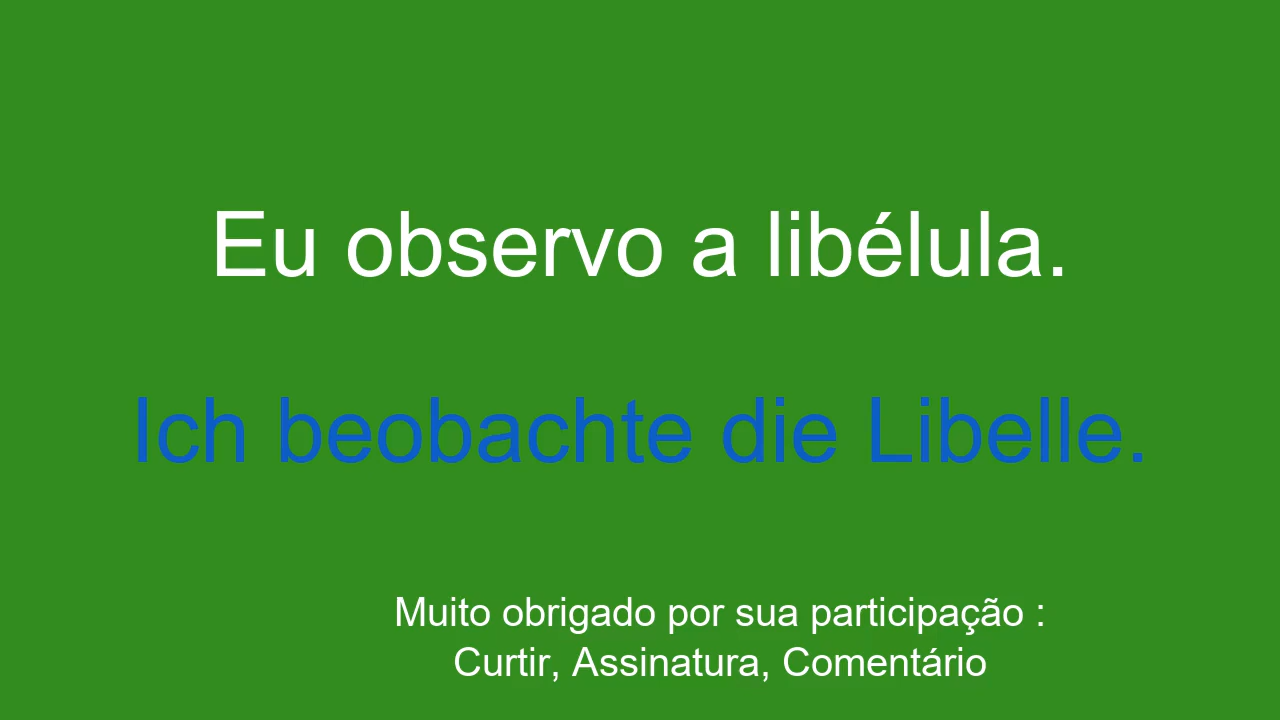 Eu observo a libélula.
Ich beobachte die Libelle.
Muito obrigado por sua participação :
Curtir, Assinatura, Comentário